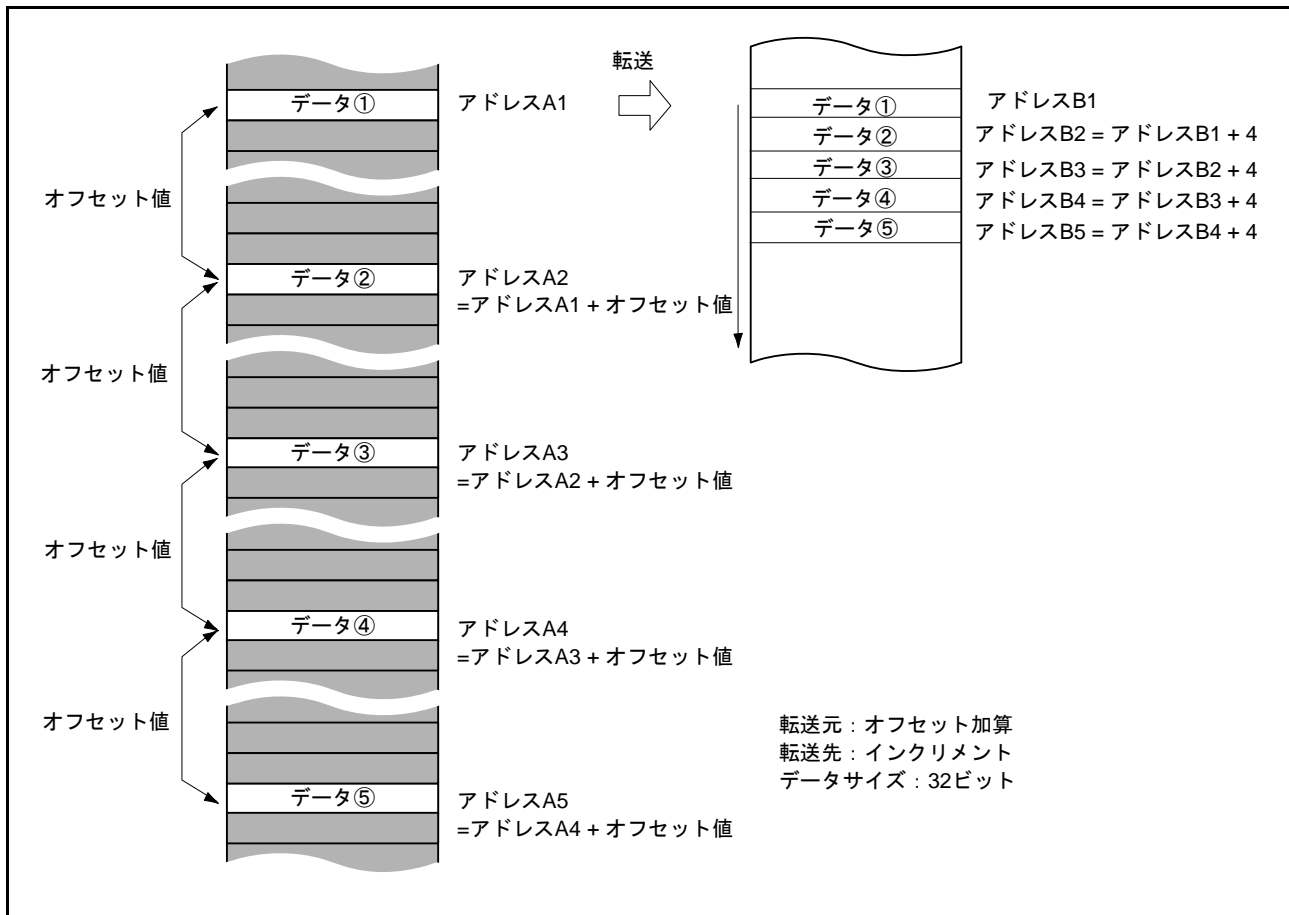 データ①
アドレスA1
オフセット値
データ②
アドレスA2
=アドレスA1 + オフセット値
オフセット値
データ③
アドレスA3
=アドレスA2 + オフセット値
オフセット値
データ④
アドレスA4
=アドレスA3 + オフセット値
オフセット値
データ⑤
アドレスA5
=アドレスA4 + オフセット値
転送
データ①
アドレスB1
データ②
アドレスB2 = アドレスB1 + 4
データ③
アドレスB3 = アドレスB2 + 4
データ④
アドレスB4 = アドレスB3 + 4
データ⑤
アドレスB5 = アドレスB4 + 4
転送元：オフセット加算
転送先：インクリメント
データサイズ：32ビット